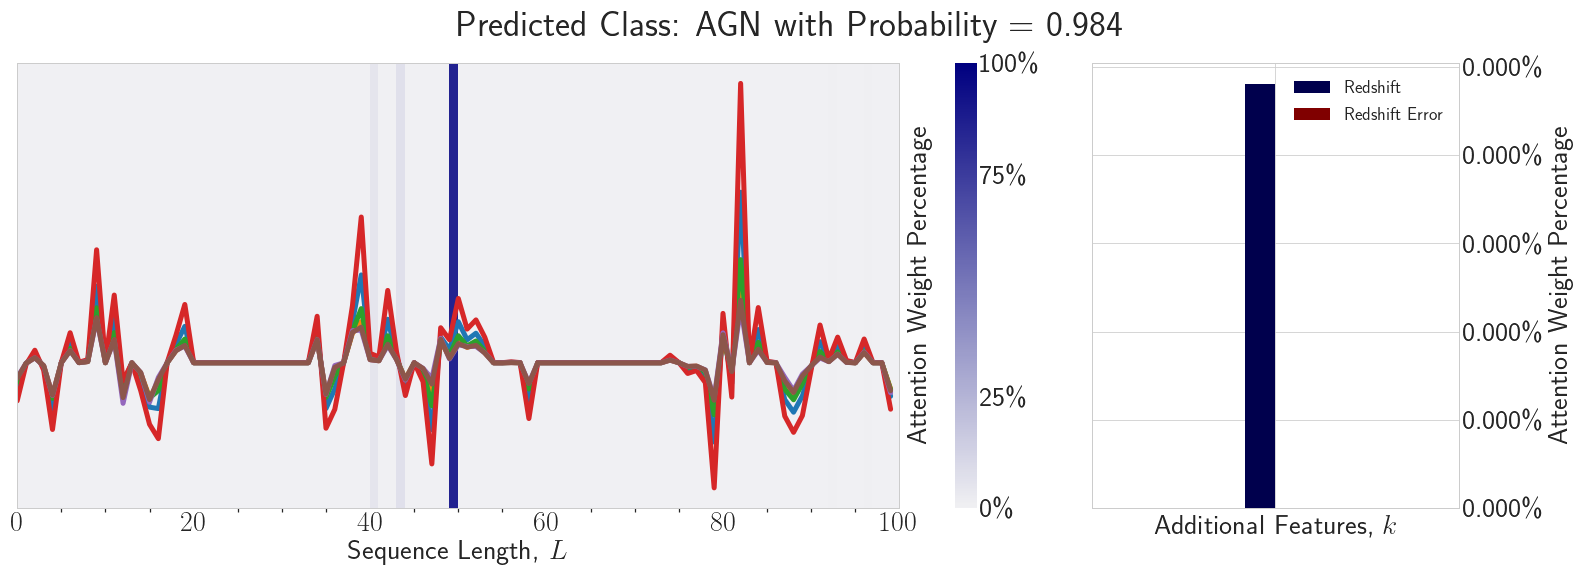 Predicted Class: AGN with Probability = 0.984
0 20 40 60 80 100
Sequence Length, L
100%
75%
25%
0%
Attention Weight Percentage
Redshift
Redshift Error
0.000%
0.000%
0.000%
0.000%
0.000%
0.000%
Attention Weight Percentage
Additional Features, k